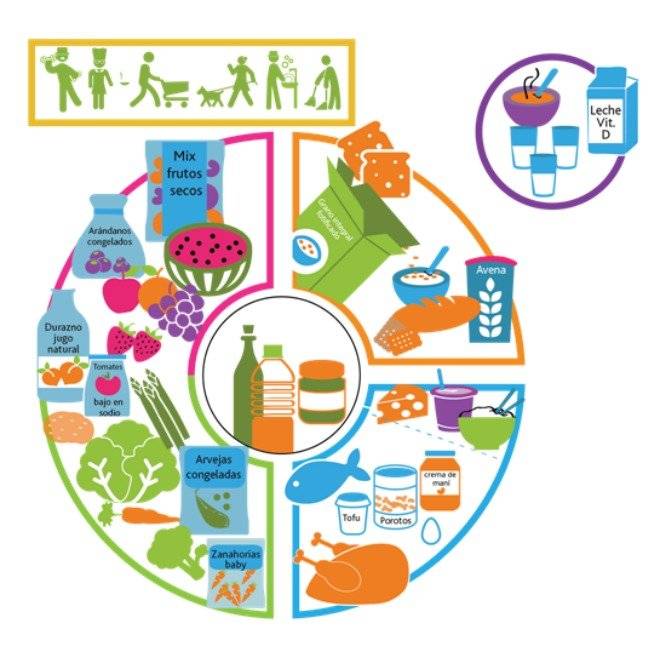 Leche
Vit.
D
Mix
frutos
secos
Grano integral
fotificado
Arándanos
congelados
Avena
Durazno
jugo
natural
Tomates
bajo en
sodio
Arvejas
congeladas
crema de
maní
Tofu
Porotos
Zanahorias
baby